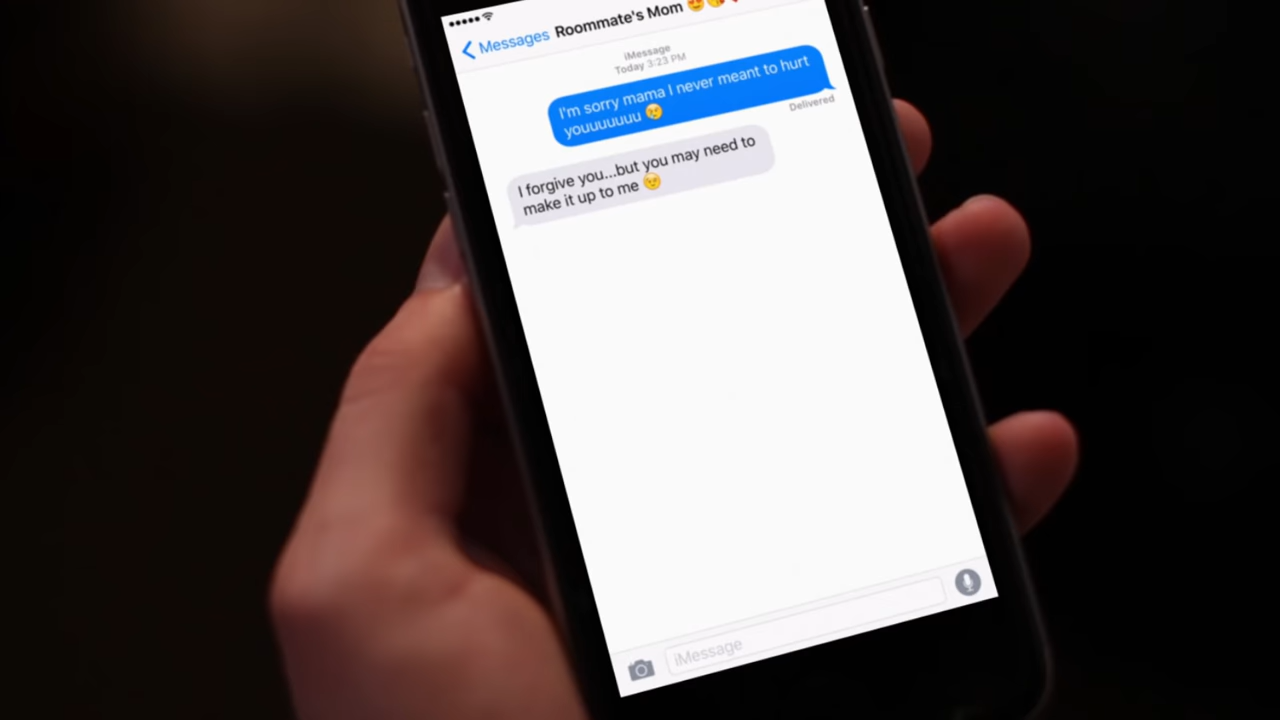 Messages Roommate's Mom 😍😘
iMessage
Today 3:23 PM
I'm sorry mama I never meant to hurt
youuuuuuu 😢
Delivered
I forgive you...but you may need to
make it up to me 😉
iMessage